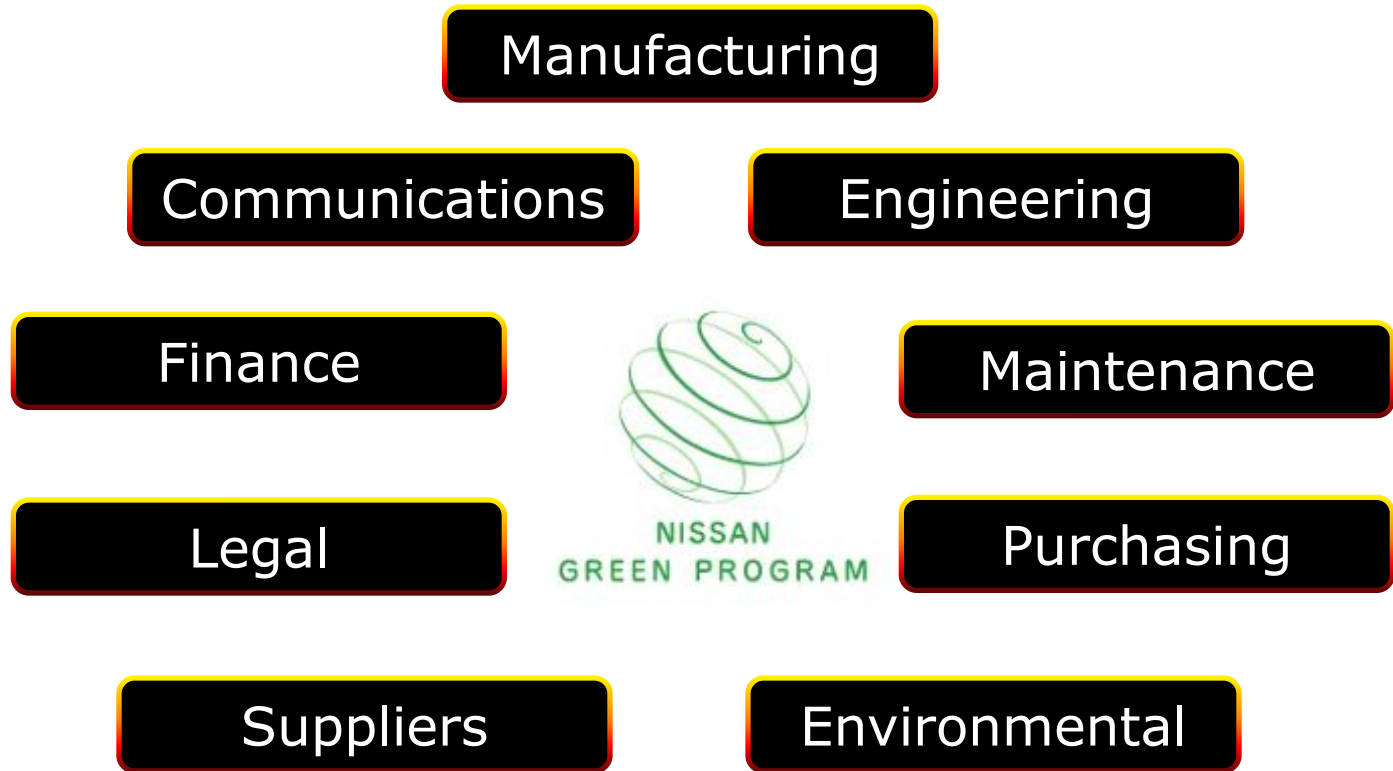 Manufacturing
Communications
Engineering
Finance
Maintenance
NISSAN
GREEN PROGRAM
Legal
Purchasing
Suppliers
Environmental